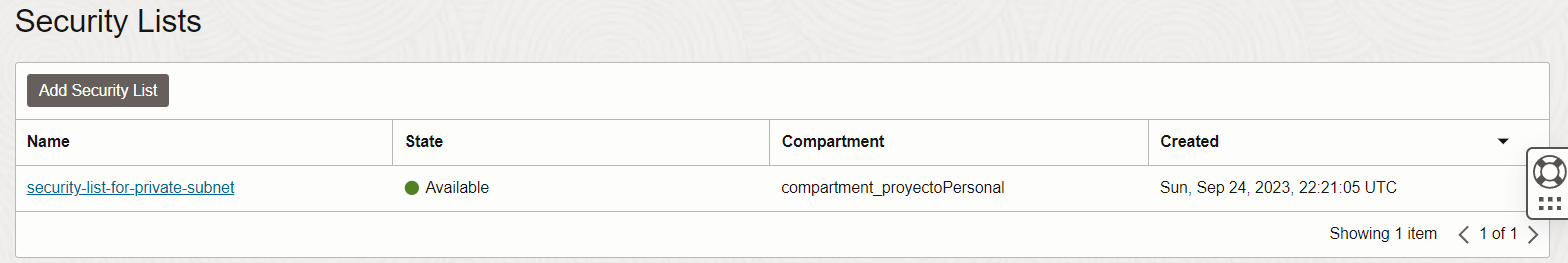 Security Lists
Add Security List
Name State Compartment Created
security-list-for-private-subnet Available compartment_proyectoPersonal Sun, Sep 24, 2023, 22:21:05 UTC
Showing 1 item 1 of 1